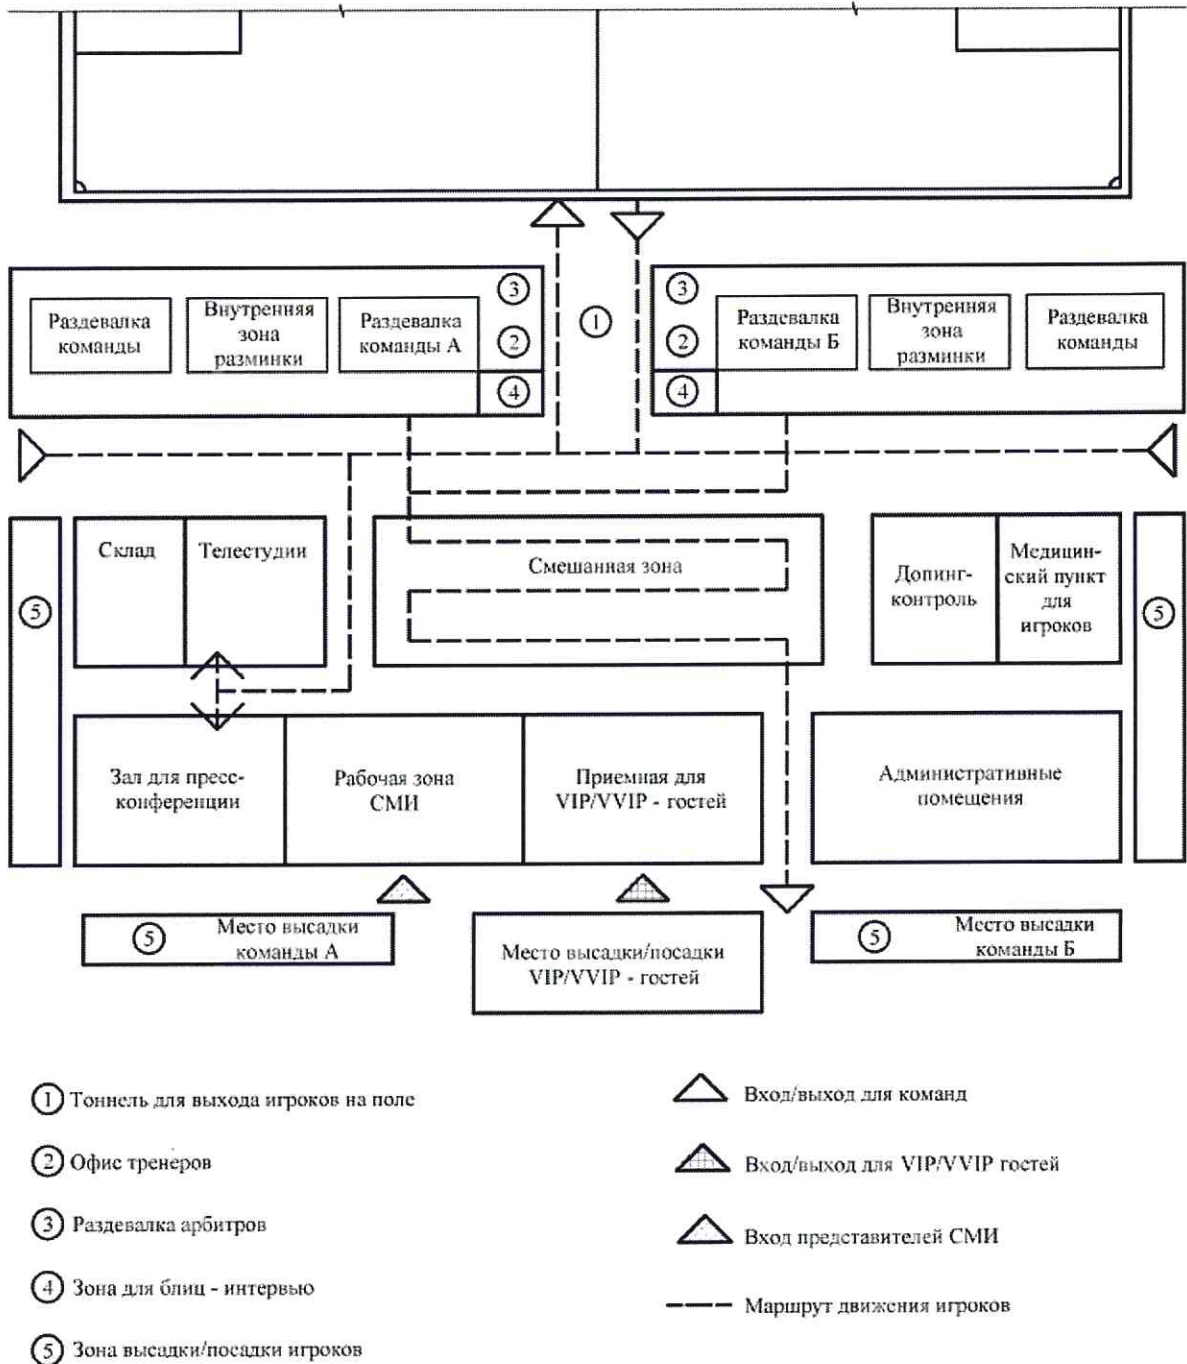 3
3
Раздевалка
команды
Внутренняя
зона
разминки
Раздевалка
команды А
2
1
2
Раздевалка
команды Б
Внутренняя
зона
разминки
Раздевалка
команды
4
4
Склад
Телестудии
Смешанная зона
Допинг-
контроль
Медицин-
ский пункт
для
игроков
5
5
Зал для пресс-
конференции
Рабочая зона
СМИ
Приемная для
VIP/VVIP - гостей
Административные
помещения
5 Место высадки
команды А
Место высадки/посадки
VIP/VVIP - гостей
5 Место высадки
команды Б
1 Тоннель для выхода игроков на поле
2 Офис тренеров
3 Раздевалка арбитров
4 Зона для блиц - интервью
5 Зона высадки/посадки игроков
Вход/выход для команд
Вход/выход для VIP/VVIP гостей
Вход представителей СМИ
Маршрут движения игроков